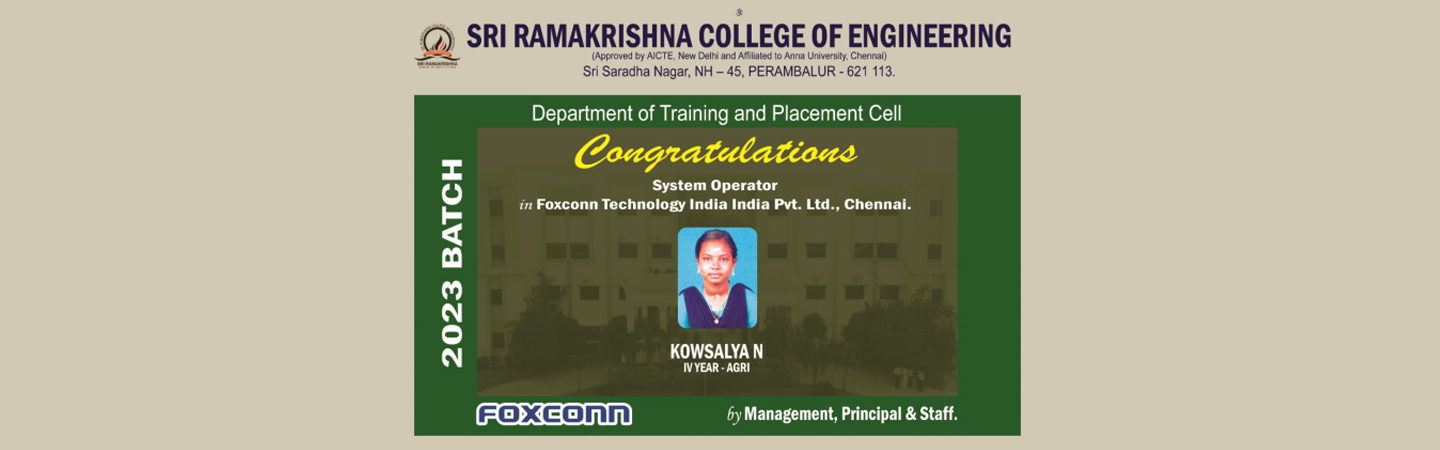 ॐ
SRI RAMAKRISHNA COLLEGE OF ENGINEERING
(Approved by AICTE, New Delhi and Affiliated to Anna University, Chennai)
Sri Saradha Nagar, NH – 45, PERAMBALUR - 621 113.
SRI RAMAKRISHNA
Department of Training and Placement Cell
Congratulations
System Operator
in Foxconn Technology India India Pvt. Ltd., Chennai.
2023 BATCH
KOWSALYA N
IV YEAR - AGRI
FOXCONN
by Management, Principal & Staff.